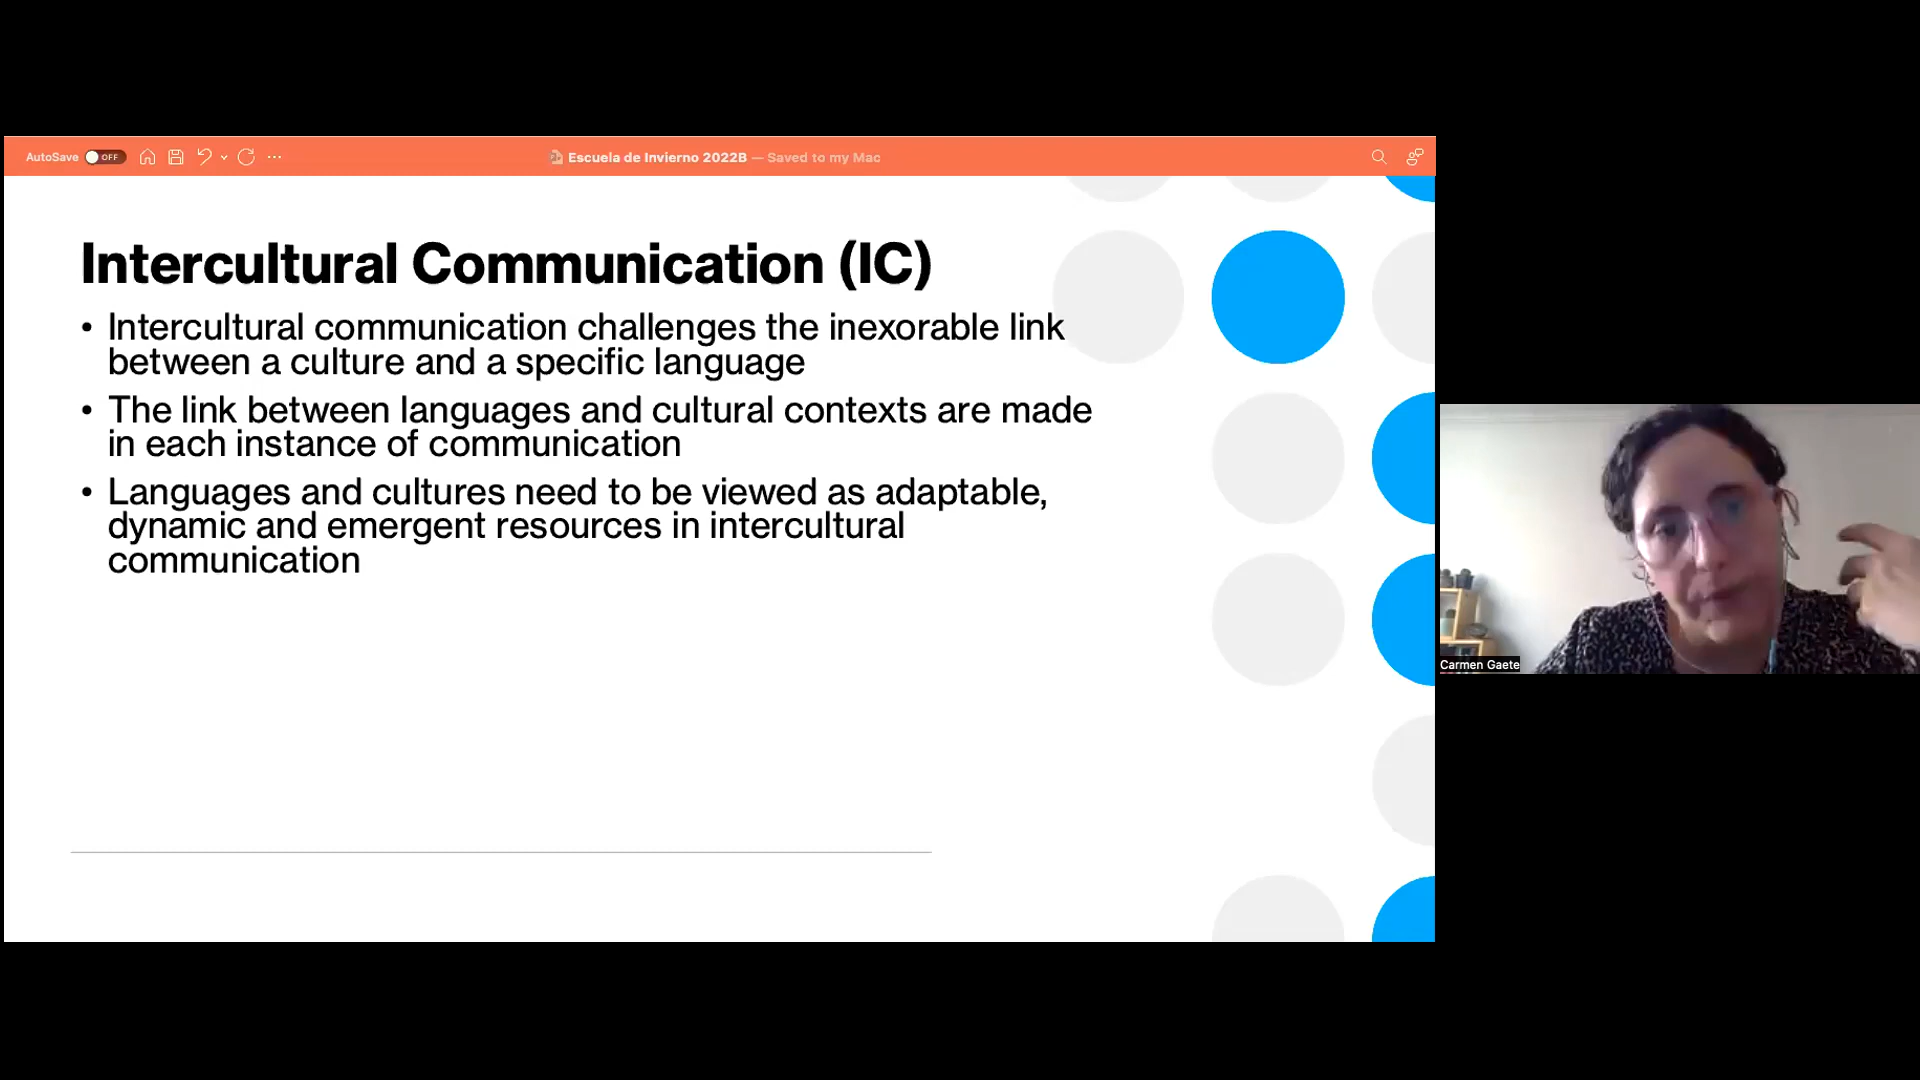 AutoSave OFF Escuela de Invierno 2022B — Saved to my Mac
Intercultural Communication (IC)
• Intercultural communication challenges the inexorable link
between a culture and a specific language
• The link between languages and cultural contexts are made
in each instance of communication
• Languages and cultures need to be viewed as adaptable,
dynamic and emergent resources in intercultural
communication
Carmen Gaete